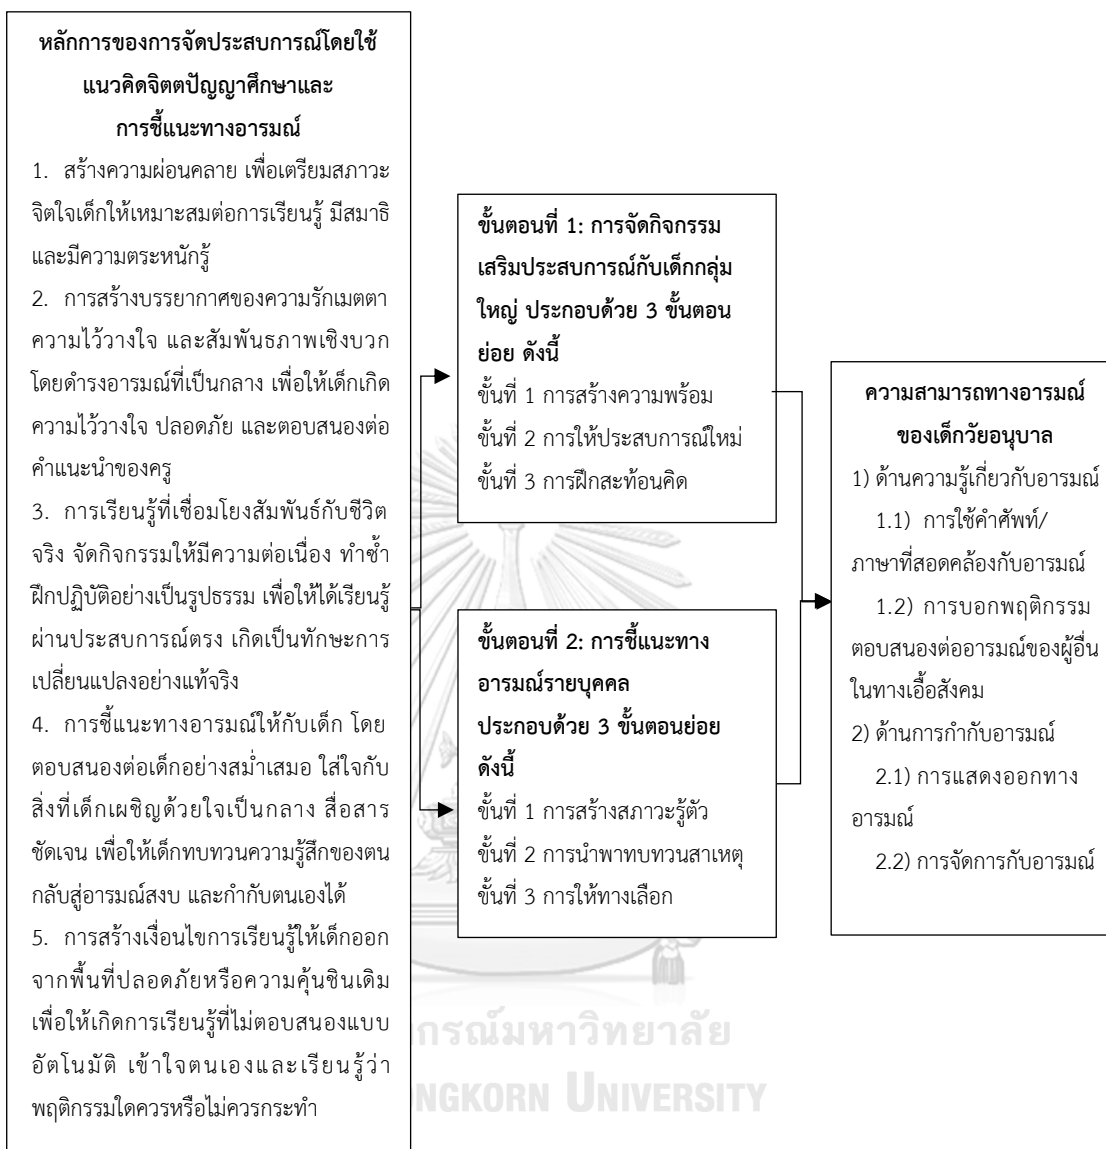 หลักการของการจัดประสบการณ์โดยใช้
แนวคิดจิตตปัญญาศึกษาและ
การชี้แนะทางอารมณ์
1. สร้างความผ่อนคลาย เพื่อเตรียมสภาวะ
จิตใจเด็กให้เหมาะสมต่อการเรียนรู้ มีสมาธิ
และมีความตระหนักรู้
2. การสร้างบรรยากาศของความรักเมตตา
ความไว้วางใจ และสัมพันธภาพเชิงบวก
โดยดำรงอารมณ์ที่เป็นกลาง เพื่อให้เด็กเกิด
ความไว้วางใจ ปลอดภัย และตอบสนองต่อ
คำแนะนำของครู
3. การเรียนรู้ที่เชื่อมโยงสัมพันธ์กับชีวิต
จริง จัดกิจกรรมให้มีความต่อเนื่อง ทำซ้ำ
ฝึกปฏิบัติอย่างเป็นรูปธรรม เพื่อให้ได้เรียนรู้
ผ่านประสบการณ์ตรง เกิดเป็นทักษะการ
เปลี่ยนแปลงอย่างแท้จริง
4. การชี้แนะทางอารมณ์ให้กับเด็ก โดย
ตอบสนองต่อเด็กอย่างสม่ำเสมอ ใส่ใจกับ
สิ่งที่เด็กเผชิญด้วยใจเป็นกลาง สื่อสาร
ชัดเจน เพื่อให้เด็กทบทวนความรู้สึกของตน
กลับสู่อารมณ์สงบ และกำกับตนเองได้
5. การสร้างเงื่อนไขการเรียนรู้ให้เด็กออก
จากพื้นที่ปลอดภัยหรือความคุ้นชินเดิม
เพื่อให้เกิดการเรียนรู้ที่ไม่ตอบสนองแบบ
อัตโนมัติ เข้าใจตนเองและเรียนรู้ว่า
พฤติกรรมใดควรหรือไม่ควรกระทำ
ขั้นตอนที่ 1: การจัดกิจกรรม
เสริมประสบการณ์กับเด็กกลุ่ม
ใหญ่ ประกอบด้วย 3 ขั้นตอน
ย่อย ดังนี้
ขั้นที่ 1 การสร้างความพร้อม
ขั้นที่ 2 การให้ประสบการณ์ใหม่
ขั้นที่ 3 การฝึกสะท้อนคิด
ขั้นตอนที่ 2: การชี้แนะทาง
อารมณ์รายบุคคล
ประกอบด้วย 3 ขั้นตอนย่อย
ดังนี้
ขั้นที่ 1 การสร้างสภาวะรู้ตัว
ขั้นที่ 2 การนำพาทบทวนสาเหตุ
ขั้นที่ 3 การให้ทางเลือก
ความสามารถทางอารมณ์
ของเด็กวัยอนุบาล
1) ด้านความรู้เกี่ยวกับอารมณ์
1.1) การใช้คำศัพท์/
ภาษาที่สอดคล้องกับอารมณ์
1.2) การบอกพฤติกรรม
ตอบสนองต่ออารมณ์ของผู้อื่น
ในทางเอื้อสังคม
2) ด้านการกำกับอารมณ์
2.1) การแสดงออกทาง
อารมณ์
2.2) การจัดการกับอารมณ์
กรณ์มหาวิทยาลัย
NGKORN UNIVERSITY